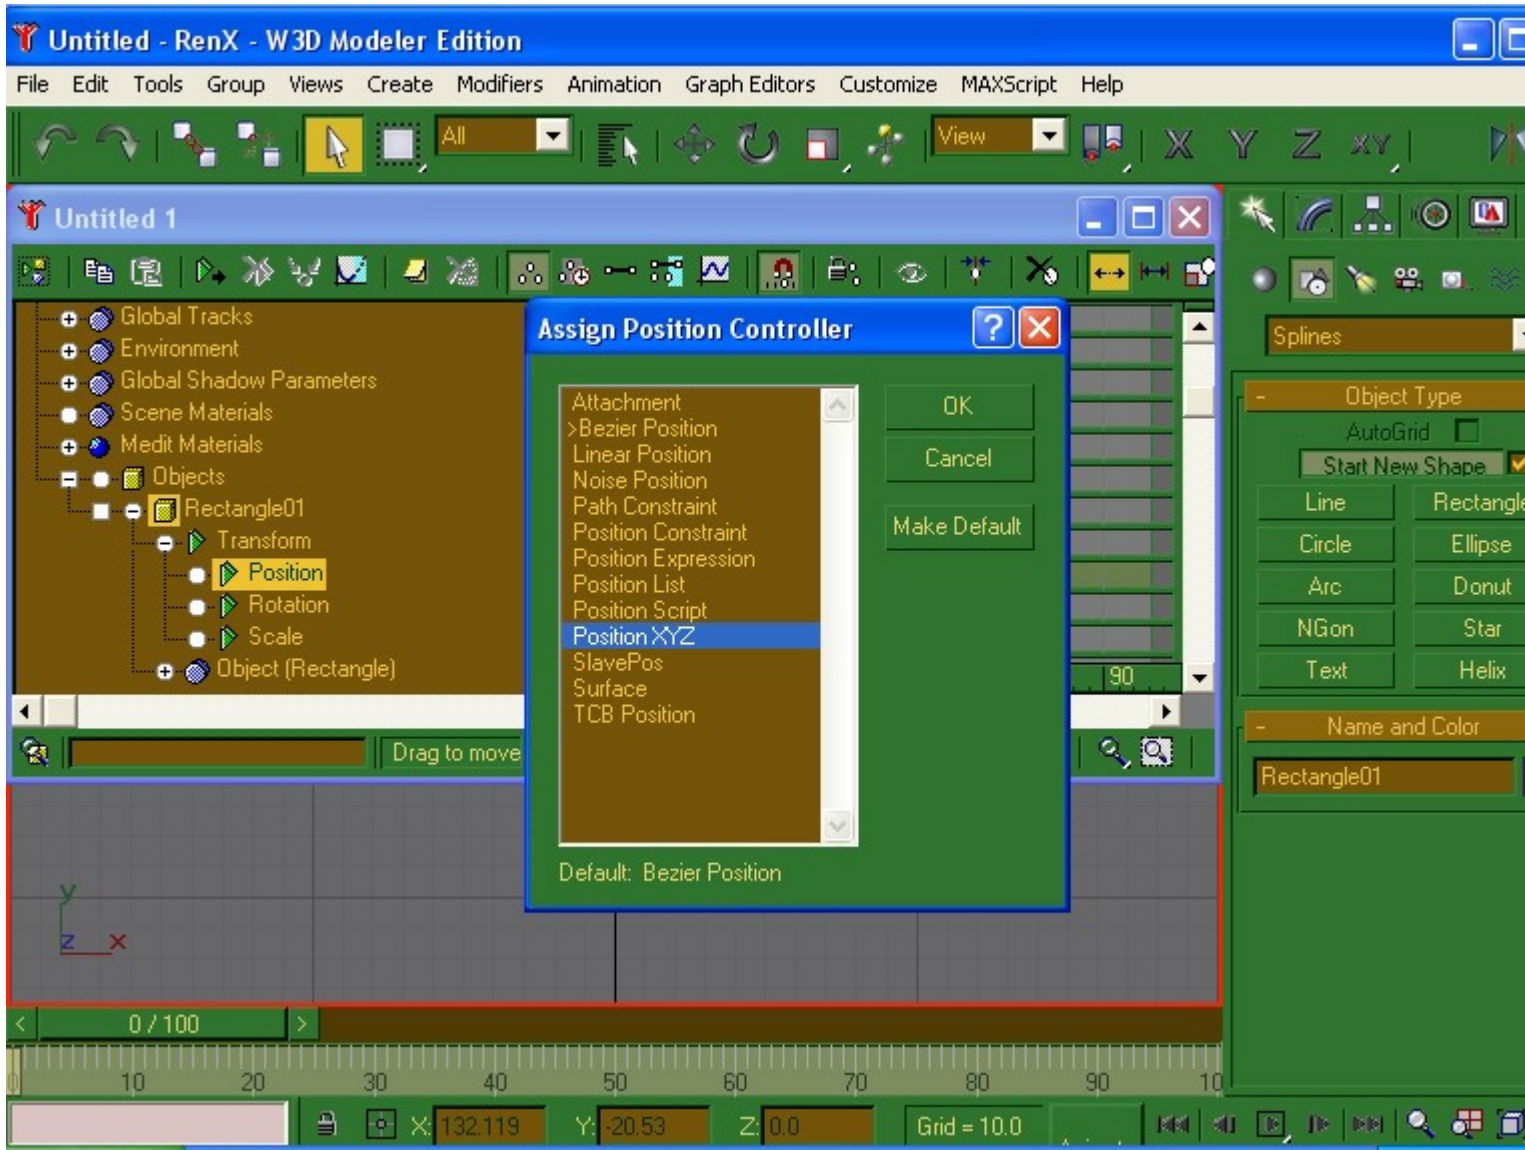 Untitled - RenX - W3D Modeler Edition
File Edit Tools Group Views Create Modifiers Animation Graph Editors Customize MAXScript Help
All View X Y Z XY
Untitled 1
Splines
Global Tracks
Environment
Global Shadow Parameters
Scene Materials
Medit Materials
Objects
Rectangle01
Transform
Position
Rotation
Scale
Object (Rectangle)
Drag to move
90
Assign Position Controller
Attachment
>Bezier Position
Linear Position
Noise Position
Path Constraint
Position Constraint
Position Expression
Position List
Position Script
Position XYZ
SlavePos
Surface
TCB Position
OK
Cancel
Make Default
Default: Bezier Position
- Object Type
AutoGrid
Start New Shape
Line Rectangle
Circle Ellipse
Arc Donut
NGon Star
Text Helix
- Name and Color
Rectangle01
y
z x
< 0 / 100 >
0 10 20 30 40 50 60 70 80 90 10
X: 132.119 Y: -20.53 Z: 0.0 Grid = 10.0